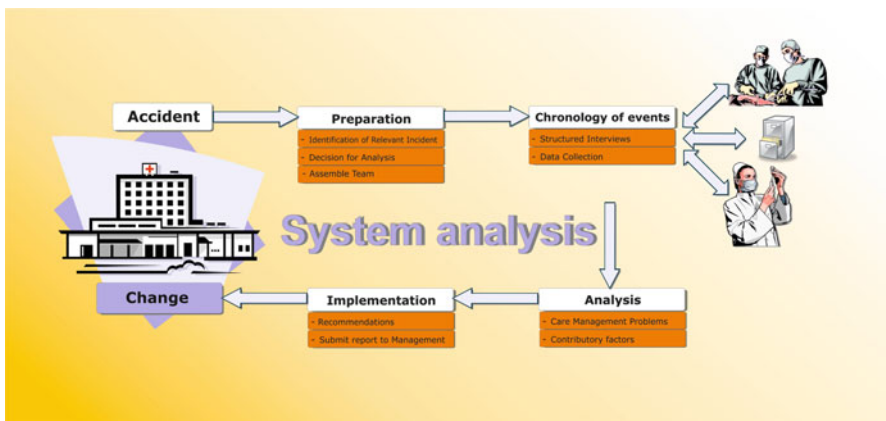 Accident
Preparation
- Identification of Relevant Incident
- Decision for Analysis
- Assemble Team
Chronology of events
- Structured Interviews
- Data Collection
System analysis
Change
Implementation
- Recommendations
- Submit report to Management
Analysis
- Care Management Problems
- Contributory factors